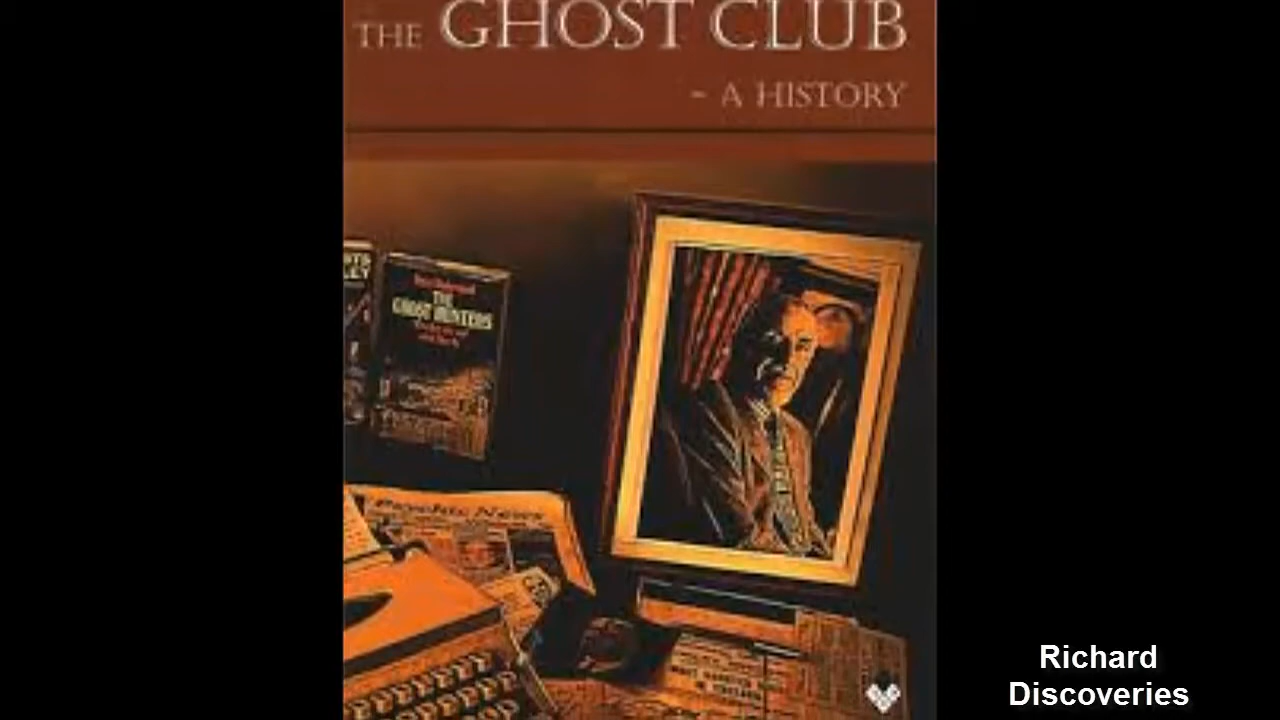 THE GHOST CLUB
- A HISTORY
THE
GHOST HUNTERS
Psychic News
Richard
Discoveries